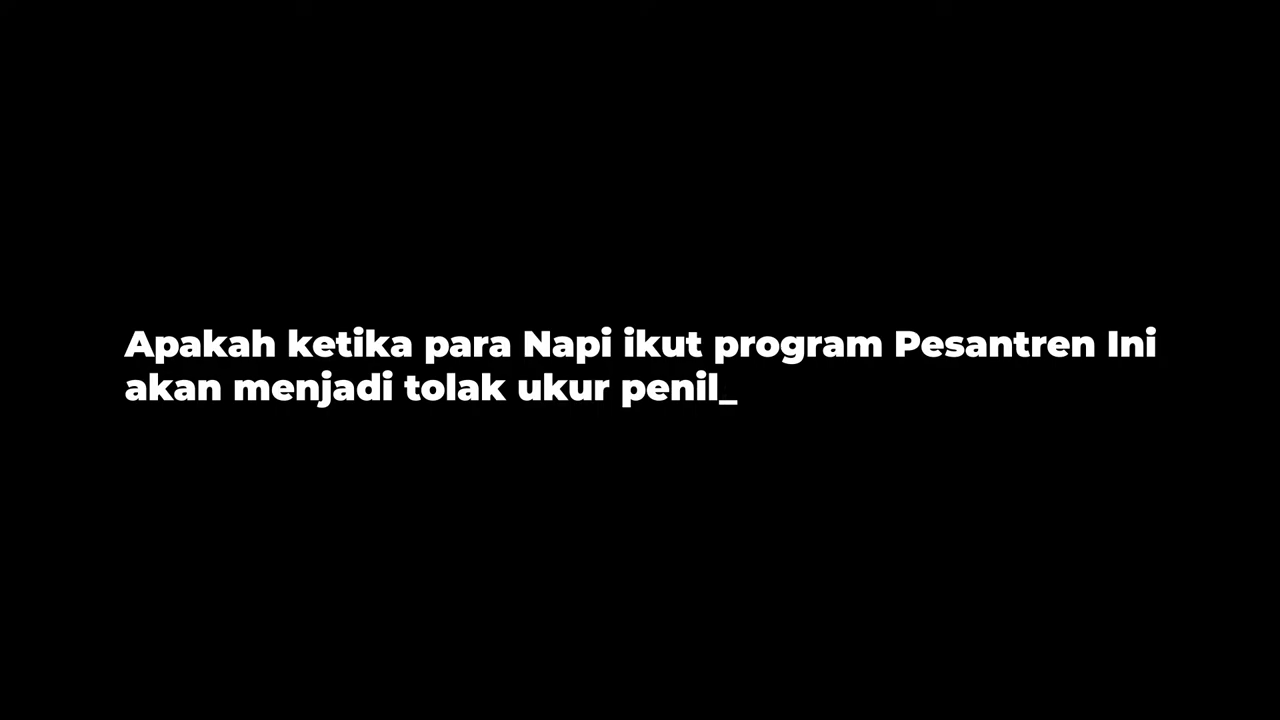 Apakah ketika para Napi ikut program Pesantren Ini
akan menjadi tolak ukur penil_